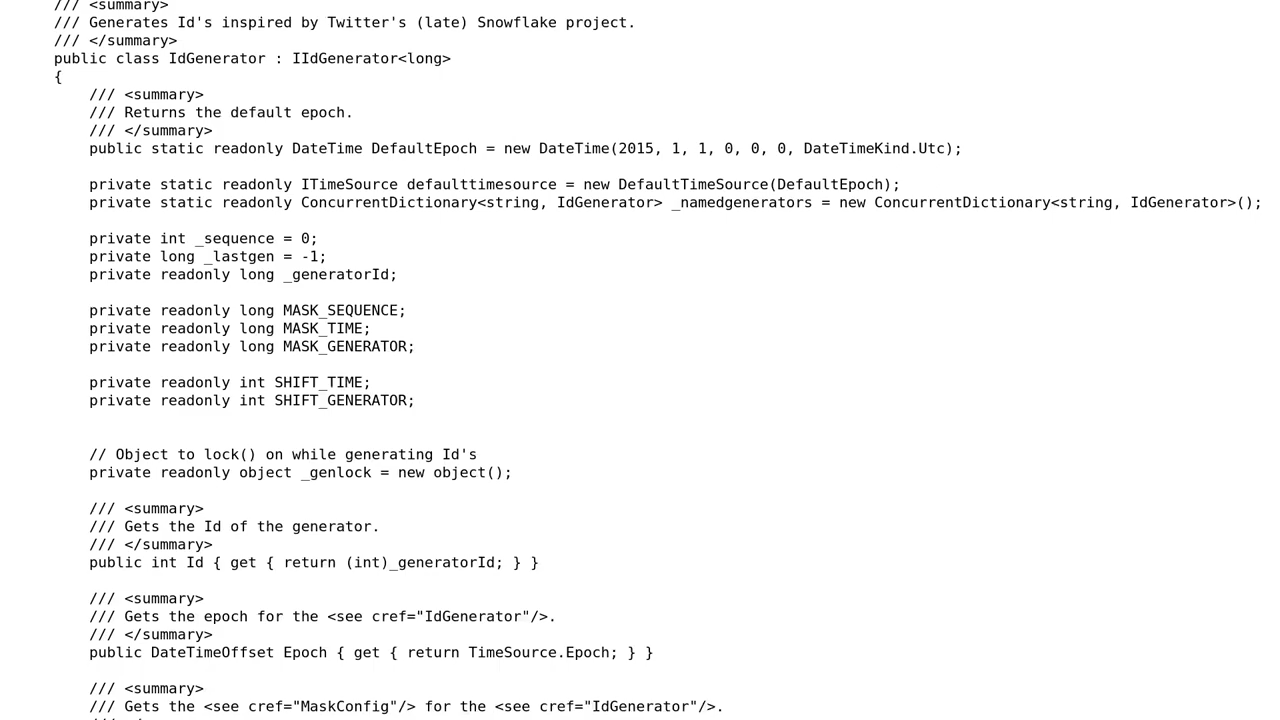 /// <summary>
/// Generates Id's inspired by Twitter's (late) Snowflake project.
/// </summary>
public class IdGenerator : IIdGenerator<long>
{
/// <summary>
/// Returns the default epoch.
/// </summary>
public static readonly DateTime DefaultEpoch = new DateTime(2015, 1, 1, 0, 0, 0, DateTimeKind.Utc);
private static readonly ITimeSource defaulttimesource = new DefaultTimeSource(DefaultEpoch);
private static readonly ConcurrentDictionary<string, IdGenerator> _namedgenerators = new ConcurrentDictionary<string, IdGenerator>();
private int _sequence = 0;
private long _lastgen = -1;
private readonly long _generatorId;
private readonly long MASK_SEQUENCE;
private readonly long MASK_TIME;
private readonly long MASK_GENERATOR;
private readonly int SHIFT_TIME;
private readonly int SHIFT_GENERATOR;
// Object to lock() on while generating Id's
private readonly object _genlock = new object();
/// <summary>
/// Gets the Id of the generator.
/// </summary>
public int Id { get { return (int)_generatorId; } }
/// <summary>
/// Gets the epoch for the <see cref="IdGenerator"/>.
/// </summary>
public DateTimeOffset Epoch { get { return TimeSource.Epoch; } }
/// <summary>
/// Gets the <see cref="MaskConfig"/> for the <see cref="IdGenerator"/>.